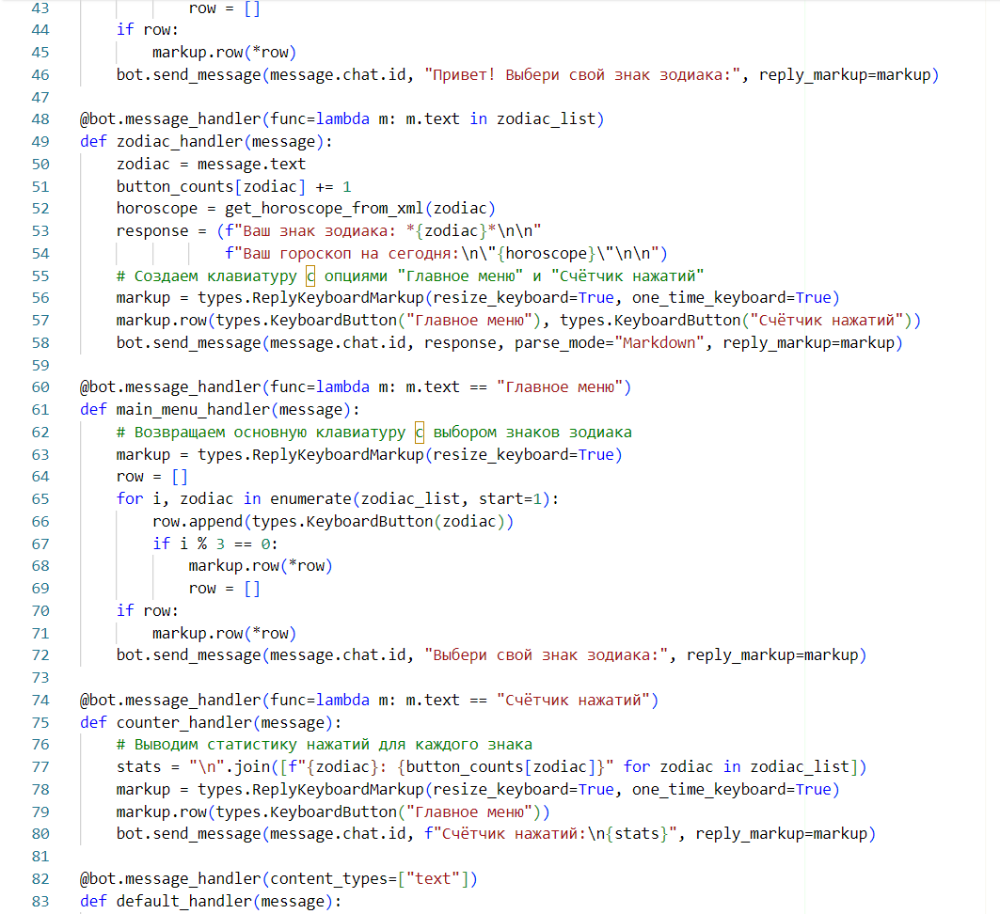 43                row = []
44        if row:
45            markup.row(*row)
46        bot.send_message(message.chat.id, "Привет! Выбери свой знак зодиака:", reply_markup=markup)
47
48    @bot.message_handler(func=lambda m: m.text in zodiac_list)
49    def zodiac_handler(message):
50        zodiac = message.text
51        button_counts[zodiac] += 1
52        horoscope = get_horoscope_from_xml(zodiac)
53        response = (f"Ваш знак зодиака: *{zodiac}*\n\n"
54                    f"Ваш гороскоп на сегодня:\n\"{horoscope}\"\n\n")
55        # Создаем клавиатуру с опциями "Главное меню" и "Счётчик нажатий"
56        markup = types.ReplyKeyboardMarkup(resize_keyboard=True, one_time_keyboard=True)
57        markup.row(types.KeyboardButton("Главное меню"), types.KeyboardButton("Счётчик нажатий"))
58        bot.send_message(message.chat.id, response, parse_mode="Markdown", reply_markup=markup)
59
60    @bot.message_handler(func=lambda m: m.text == "Главное меню")
61    def main_menu_handler(message):
62        # Возвращаем основную клавиатуру с выбором знаков зодиака
63        markup = types.ReplyKeyboardMarkup(resize_keyboard=True)
64        row = []
65        for i, zodiac in enumerate(zodiac_list, start=1):
66            row.append(types.KeyboardButton(zodiac))
67            if i % 3 == 0:
68                markup.row(*row)
69                row = []
70        if row:
71            markup.row(*row)
72        bot.send_message(message.chat.id, "Выбери свой знак зодиака:", reply_markup=markup)
73
74    @bot.message_handler(func=lambda m: m.text == "Счётчик нажатий")
75    def counter_handler(message):
76        # Выводим статистику нажатий для каждого знака
77        stats = "\n".join([f"{zodiac}: {button_counts[zodiac]}" for zodiac in zodiac_list])
78        markup = types.ReplyKeyboardMarkup(resize_keyboard=True, one_time_keyboard=True)
79        markup.row(types.KeyboardButton("Главное меню"))
80        bot.send_message(message.chat.id, f"Счётчик нажатий:\n{stats}", reply_markup=markup)
81
82    @bot.message_handler(content_types=["text"])
83    def default_handler(message):